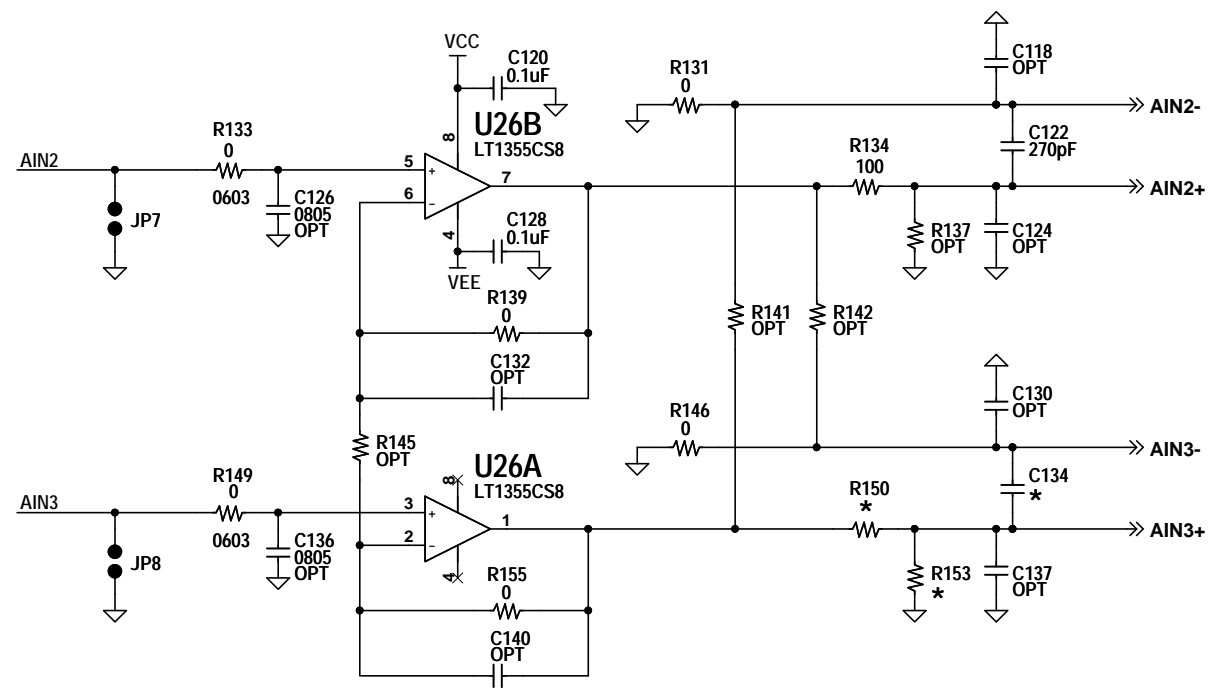 VCC
C120
0.1uF
C118
OPT
R131
0
AIN2-
U26B
LT1355CS8
8
R133
0
0603
AIN2
JP7
C126
0805
OPT
5
+
6
-
7
4
C128
0.1uF
VEE
C122
270pF
R134
100
AIN2+
R137
OPT
C124
OPT
R139
0
C132
OPT
R141
OPT
R142
OPT
R145
OPT
C130
OPT
R146
0
AIN3-
U26A
LT1355CS8
8
R149
0
0603
AIN3
JP8
C136
0805
OPT
3
+
2
-
1
4
C134
*
R150
*
AIN3+
R153
*
C137
OPT
R155
0
C140
OPT